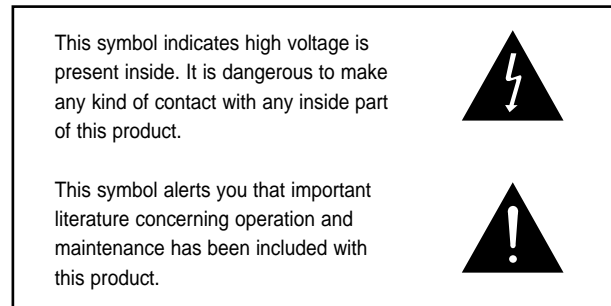 This symbol indicates high voltage is
present inside. It is dangerous to make
any kind of contact with any inside part
of this product.
This symbol alerts you that important
literature concerning operation and
maintenance has been included with
this product.